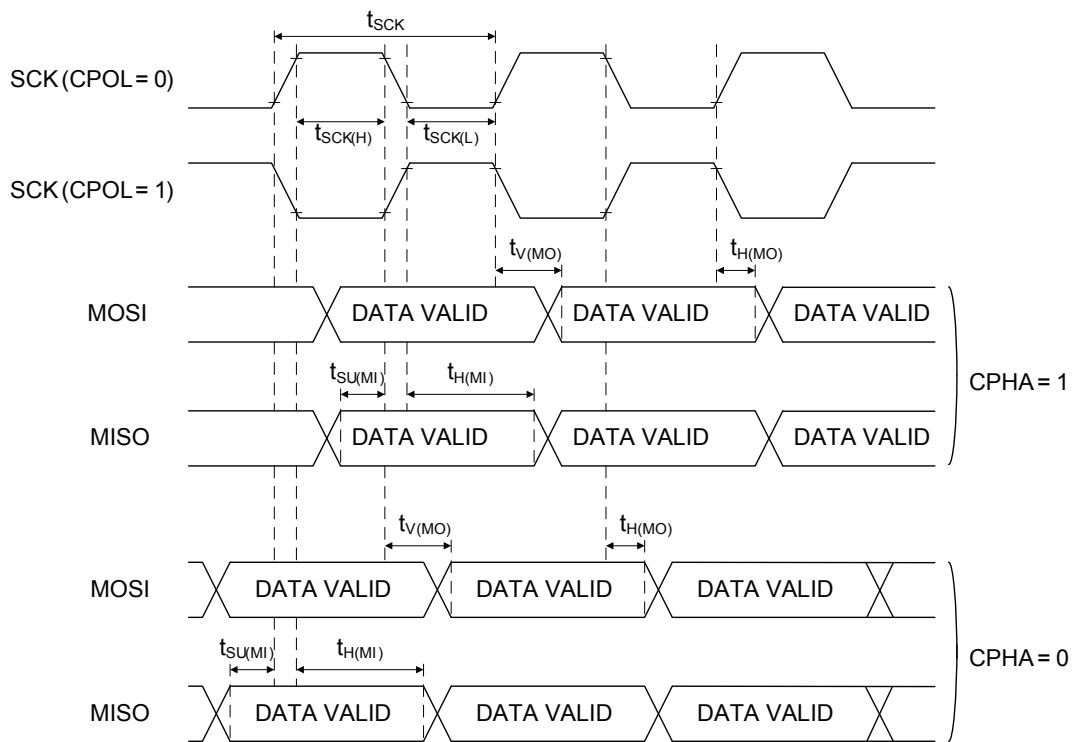 tSCK
SCK (CPOL = 0)
tSCK(H) tSCK(L)
SCK (CPOL = 1)
tV(MO) tH(MO)
MOSI DATA VALID DATA VALID DATA VALID
tSU(MI) tH(MI)
CPHA = 1
MISO DATA VALID DATA VALID DATA VALID
tV(MO) tH(MO)
MOSI DATA VALID DATA VALID DATA VALID
tSU(MI) tH(MI)
CPHA = 0
MISO DATA VALID DATA VALID DATA VALID